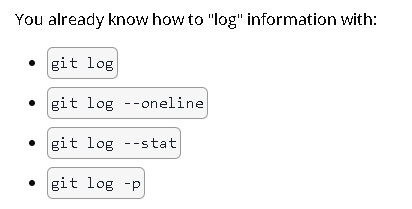 You already know how to "log" information with:
git log
git log --oneline
git log --stat
git log -p